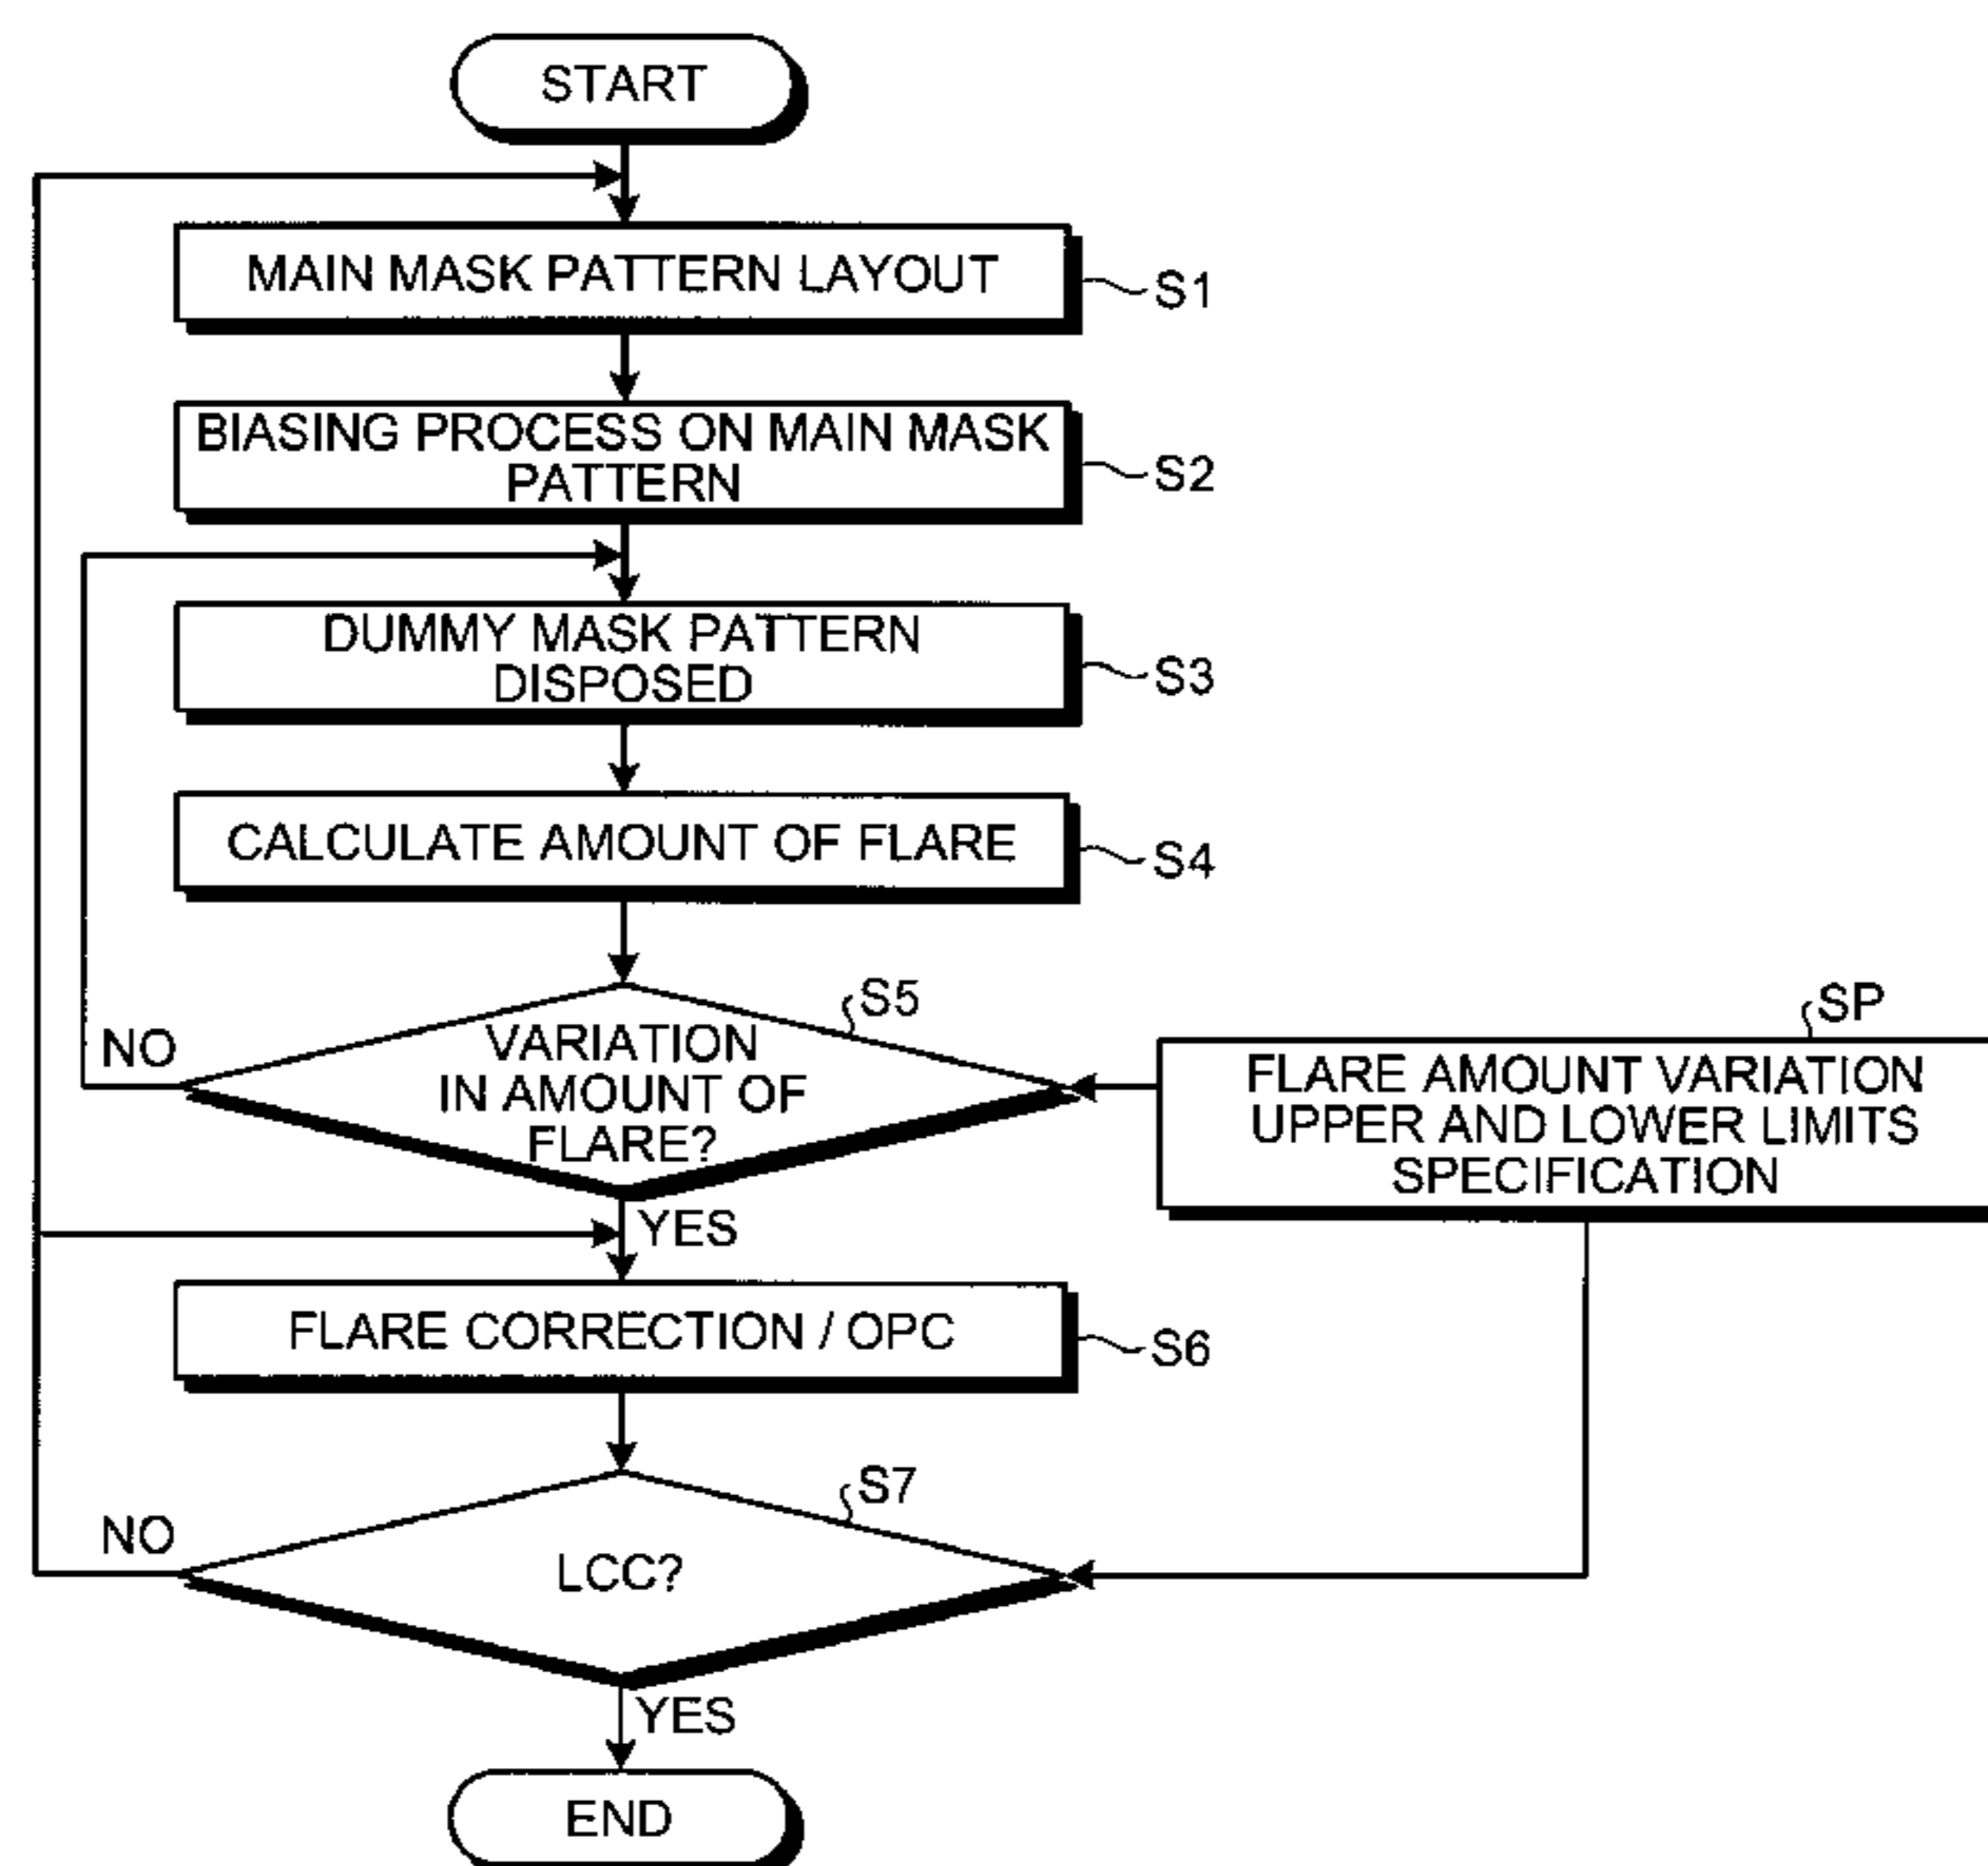 START
MAIN MASK PATTERN LAYOUT
S1
BIASING PROCESS ON MAIN MASK
PATTERN
S2
DUMMY MASK PATTERN
DISPOSED
S3
CALCULATE AMOUNT OF FLARE
S4
S5
VARIATION
IN AMOUNT OF
FLARE?
NO
YES
SP
FLARE AMOUNT VARIATION
UPPER AND LOWER LIMITS
SPECIFICATION
FLARE CORRECTION / OPC
S6
S7
LCC?
NO
YES
END